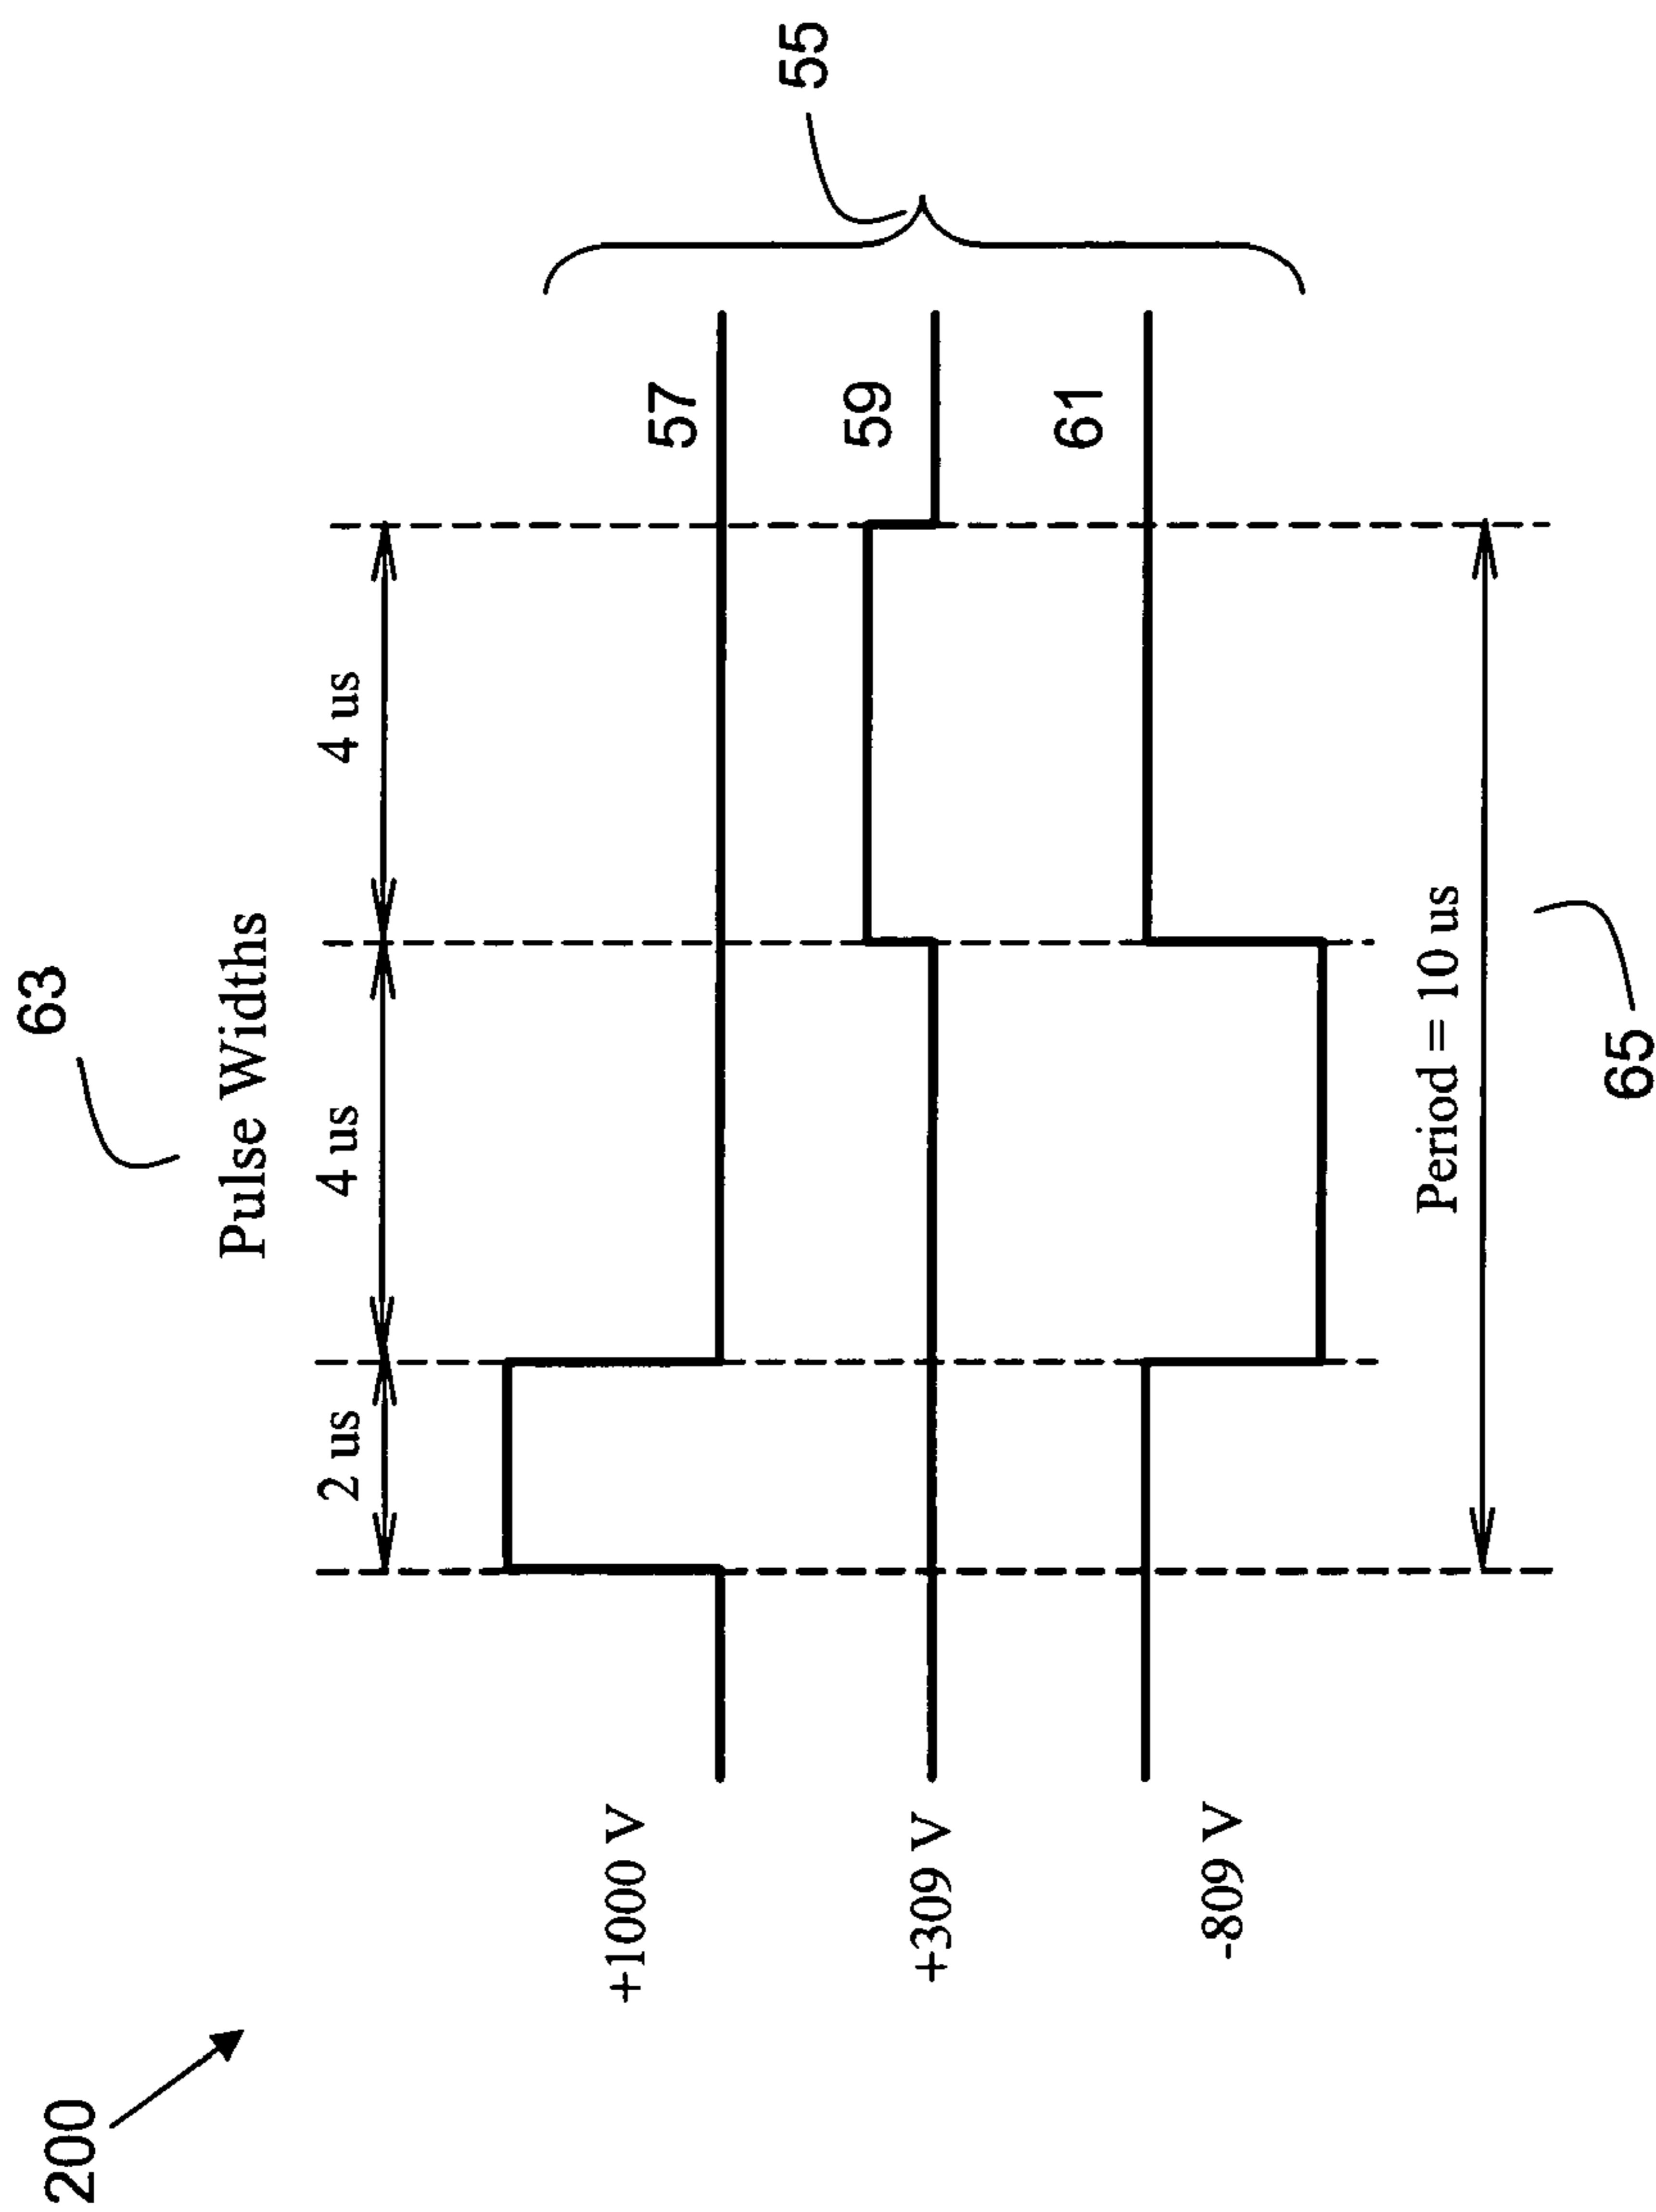 200
63
Pulse Widths
2 us
4 us
4 us
55
+1000 V
57
+309 V
59
-809 V
61
Period = 10 us
65